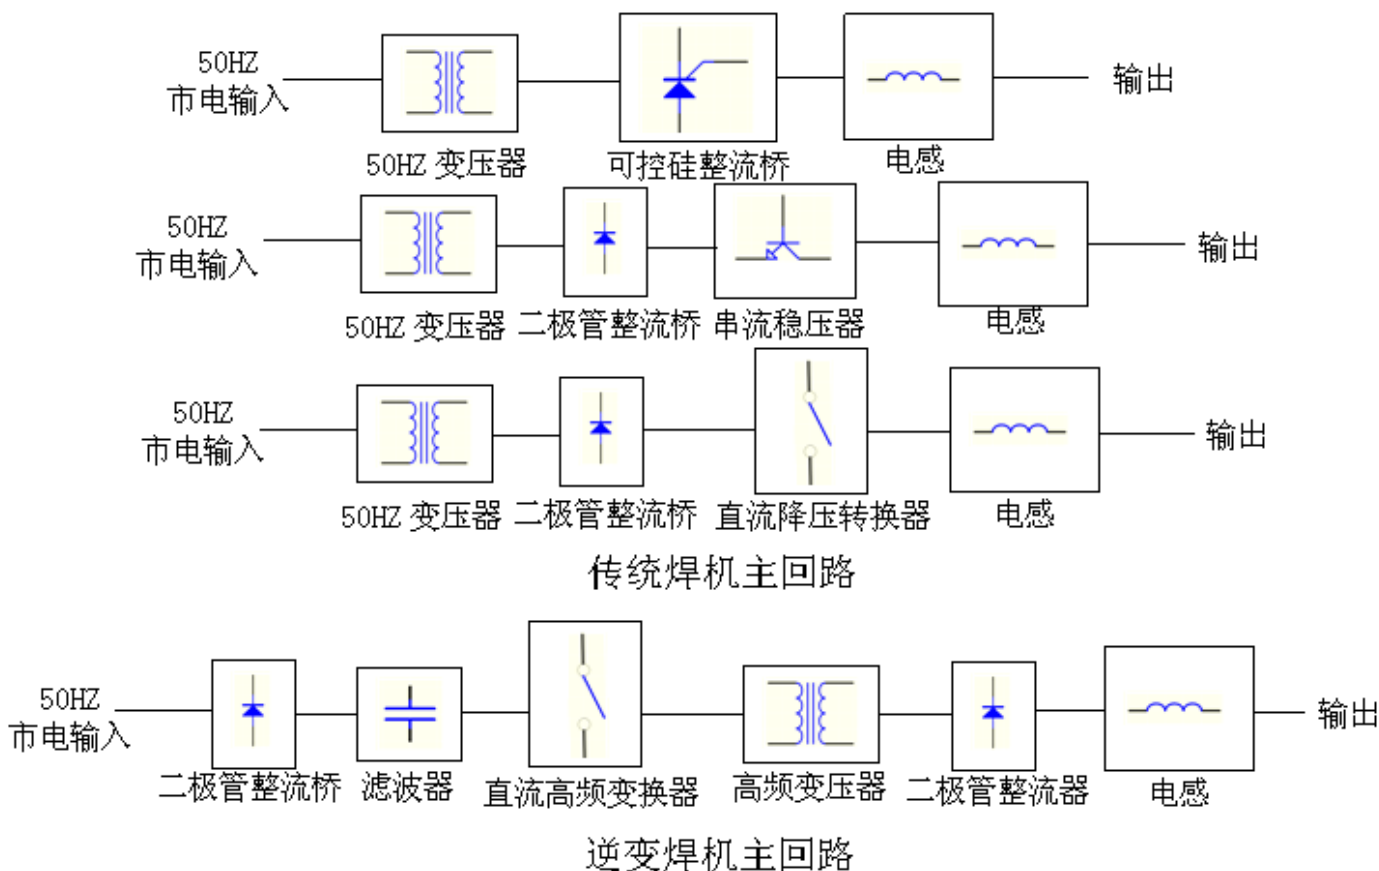 50HZ
市电输入
输出
50HZ 变压器
可控硅整流桥
电感
50HZ
市电输入
输出
50HZ 变压器
二极管整流桥
串流稳压器
电感
50HZ
市电输入
输出
50HZ 变压器
二极管整流桥
直流降压转换器
电感
传统焊机主回路
50HZ
市电输入
输出
二极管整流桥
滤波器
直流高频变换器
高频变压器
二极管整流器
电感
逆变焊机主回路